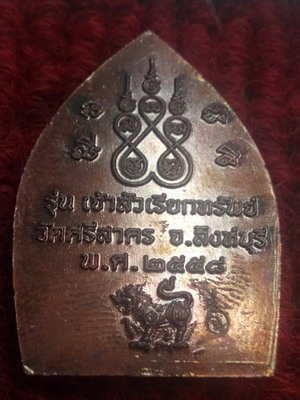 รุ่น เจ้าสัวเรียกทรัพย์
วัดศรีสาคร จ.สิงห์บุรี
พ.ศ.๒๕๕๘